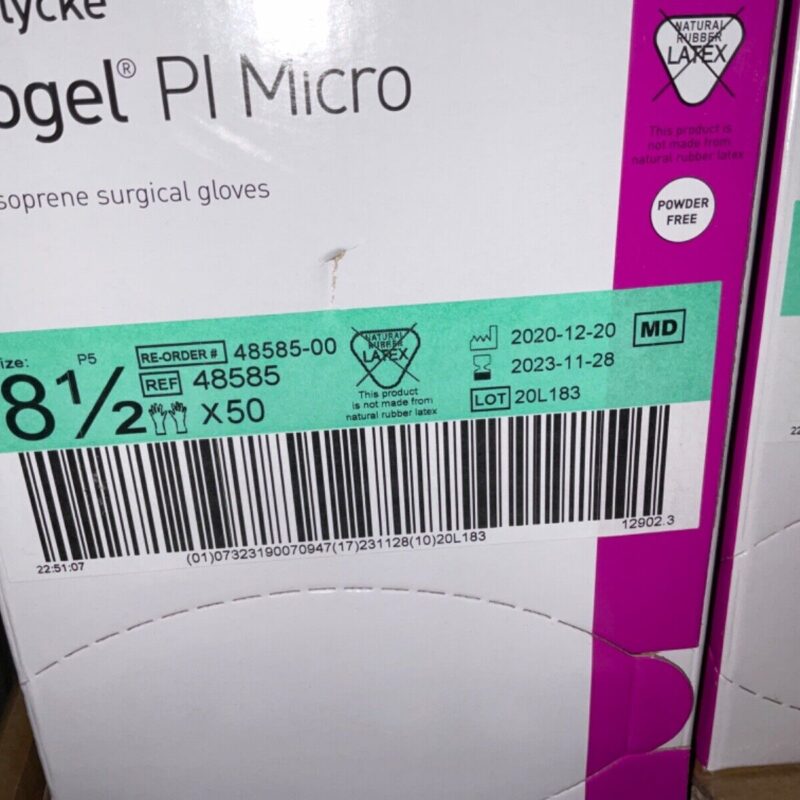 lycke
ogel® PI Micro
soprene surgical gloves
NATURAL
RUBBER
LATEX
This product is
not made from
natural rubber latex
POWDER
FREE
ize:
8½
P5
RE-ORDER # 48585-00
REF 48585
X50
NATURAL
RUBBER
LATEX
This product
is not made from
natural rubber latex
2020-12-20
2023-11-28
LOT 20L183
MD
12902.3
(01)07323190070947(17)231128(10)20L183
22:51:07
22